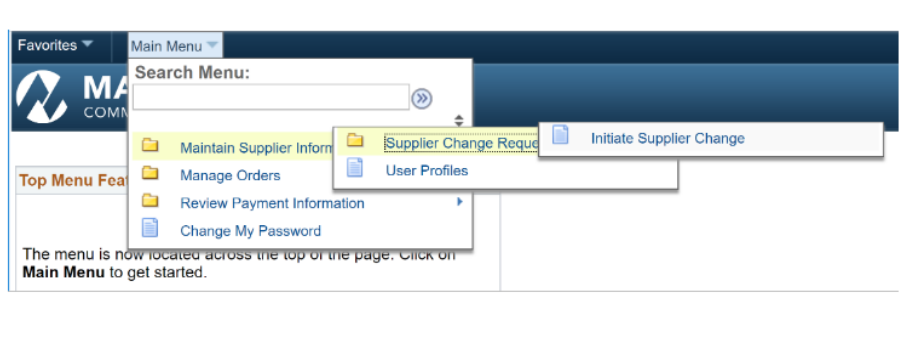 Favorites
Main Menu
Search Menu:
MA
COMM
Maintain Supplier Inform
Supplier Change Reque
Initiate Supplier Change
Manage Orders
User Profiles
Top Menu Feat
Review Payment Information
Change My Password
The menu is now located across the top of the page. Click on
Main Menu to get started.